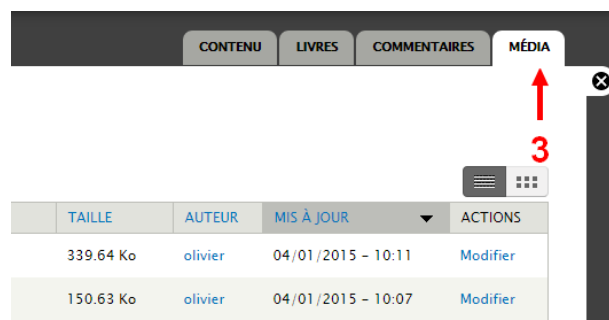 CONTENU LIVRES COMMENTAIRES MÉDIA
3
TAILLE AUTEUR MIS À JOUR ACTIONS
339.64 Ko olivier 04/01/2015 – 10:11 Modifier
150.63 Ko olivier 04/01/2015 – 10:07 Modifier